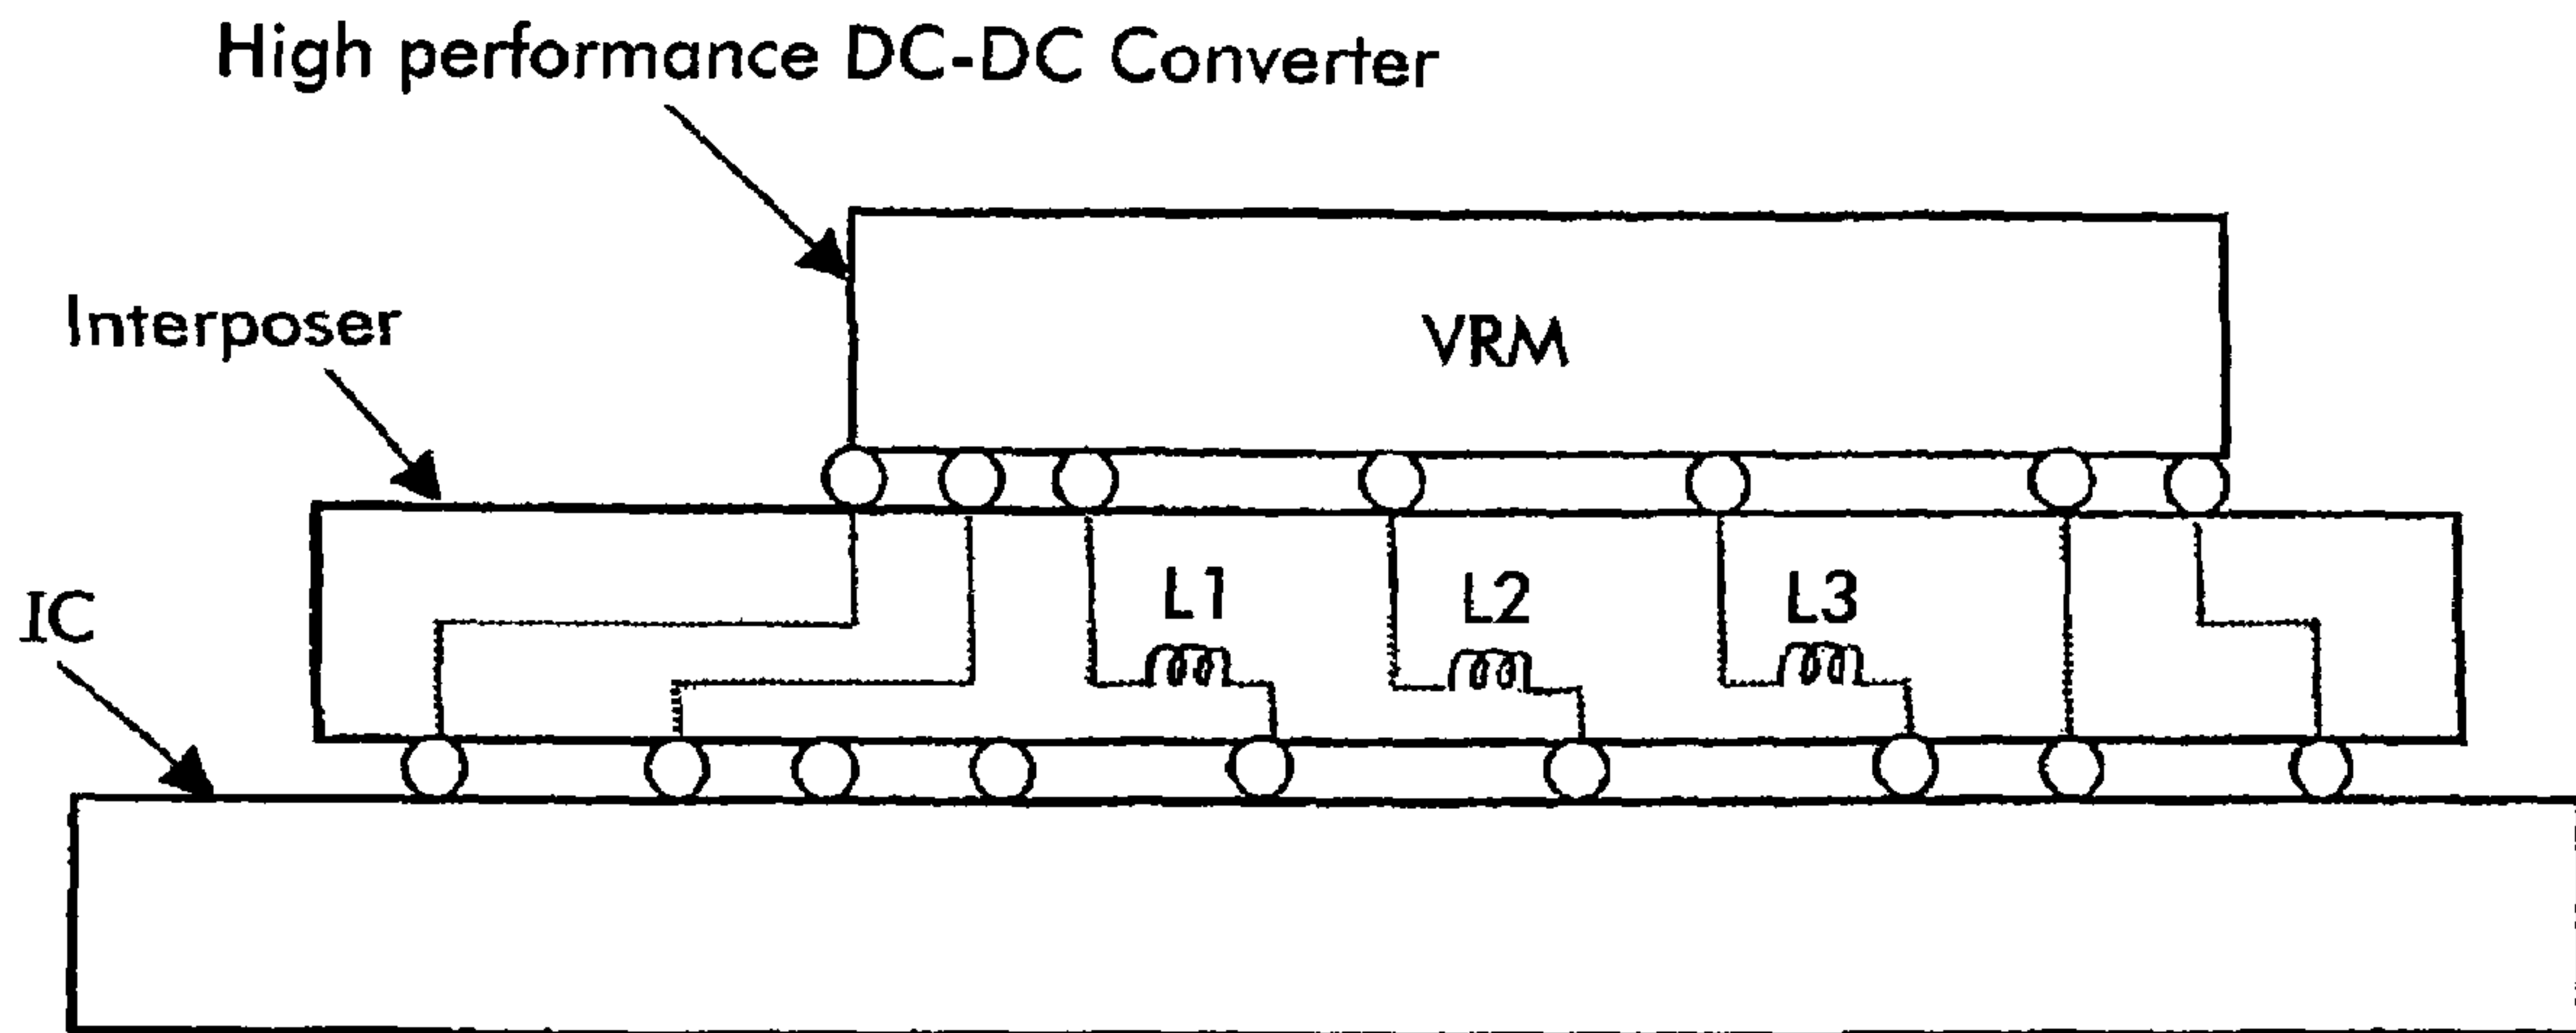 High performance DC-DC Converter
VRM
Interposer
L1 L2 L3
IC